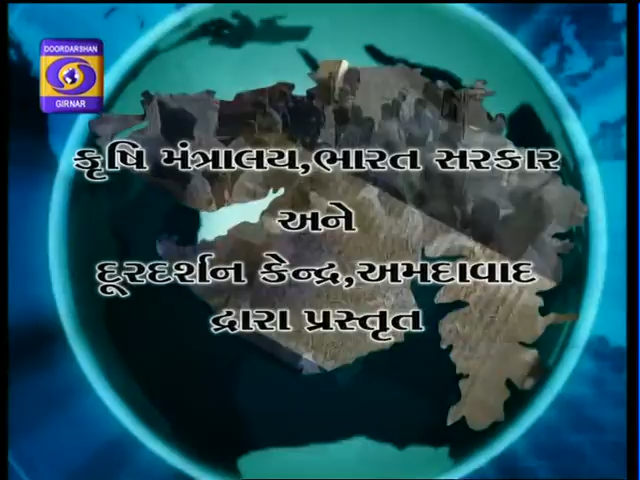 DOORDARSHAN
GIRNAR
કૃષિ મંત્રાલય,ભારત સરકાર
અને
દૂરદર્શન કેન્દ્ર,અમદાવાદ
દ્વારા પ્રસ્તૃત